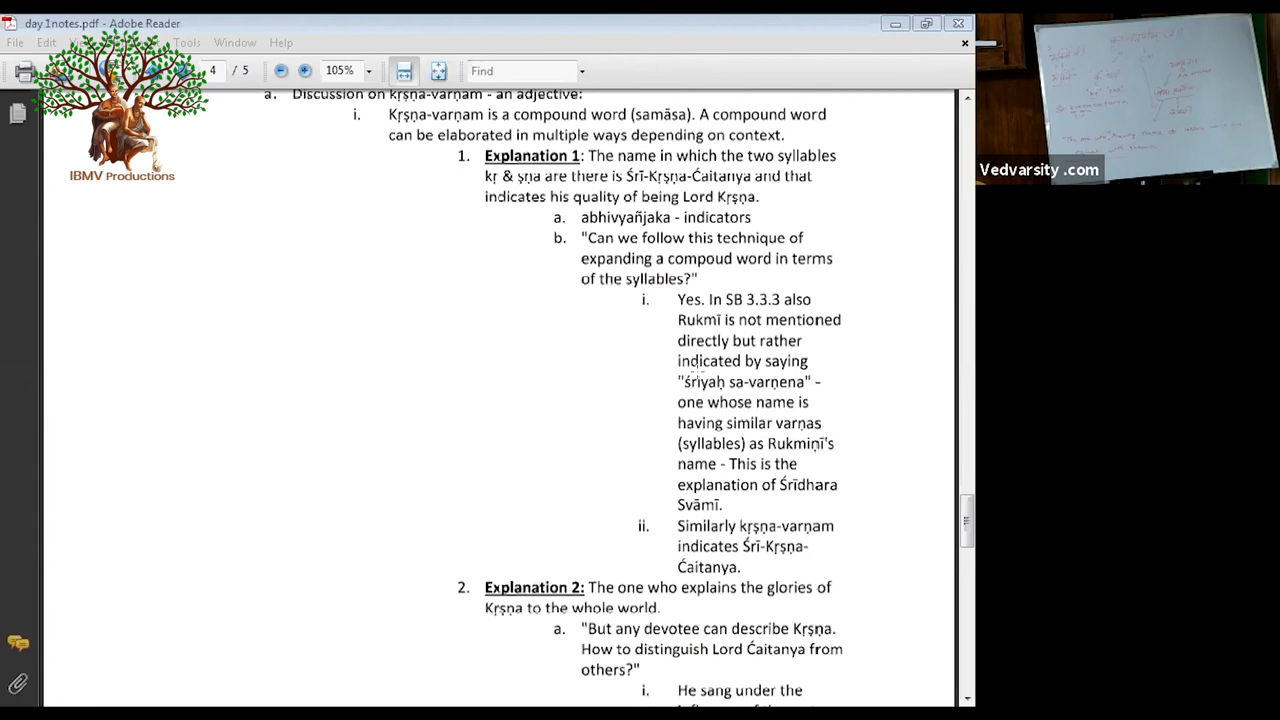 day 1notes.pdf - Adobe Reader
File Edit Tools Window Help
4 / 5 105% Find
IBMV Productions
Vedvarsity .com
a. Discussion on kṛṣṇa-varṇam - an adjective:
i. Kṛṣṇa-varṇam is a compound word (samāsa). A compound word
can be elaborated in multiple ways depending on context.
1. Explanation 1: The name in which the two syllables
kṛ & ṣṇa are there is Śrī-Kṛṣṇa-Ćaitanya and that
indicates his quality of being Lord Kṛṣṇa.
a. abhivyañjaka - indicators
b. "Can we follow this technique of
expanding a compoud word in terms
of the syllables?"
i. Yes. In SB 3.3.3 also
Rukmī is not mentioned
directly but rather
indicated by saying
"śriyaḥ sa-varṇena" -
one whose name is
having similar varṇas
(syllables) as Rukmiṇī's
name - This is the
explanation of Śrīdhara
Svāmī.
ii. Similarly kṛṣṇa-varṇam
indicates Śrī-Kṛṣṇa-
Ćaitanya.
2. Explanation 2: The one who explains the glories of
Kṛṣṇa to the whole world.
a. "But any devotee can describe Kṛṣṇa.
How to distinguish Lord Ćaitanya from
others?"
i. He sang under the